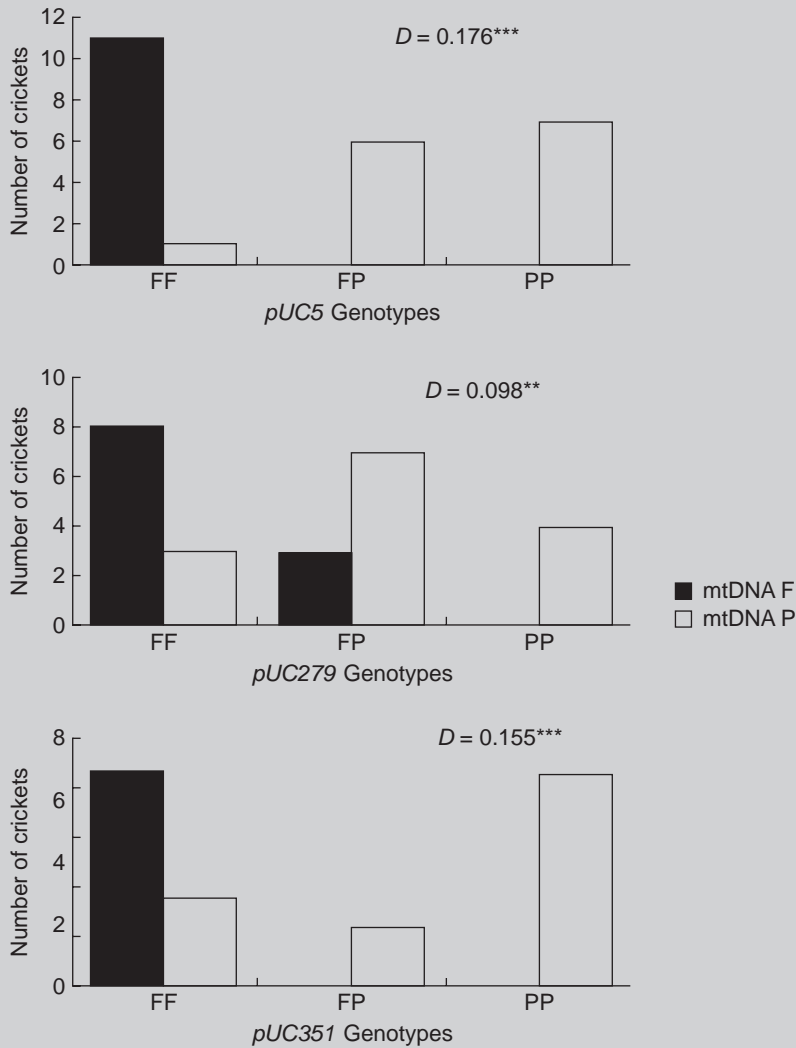 12
10
8
6
4
2
0
Number of crickets
D = 0.176***
FF
FP
PP
pUC5 Genotypes
10
8
6
4
2
0
Number of crickets
D = 0.098**
FF
FP
PP
pUC279 Genotypes
mtDNA F
mtDNA P
8
6
4
2
0
Number of crickets
D = 0.155***
FF
FP
PP
pUC351 Genotypes